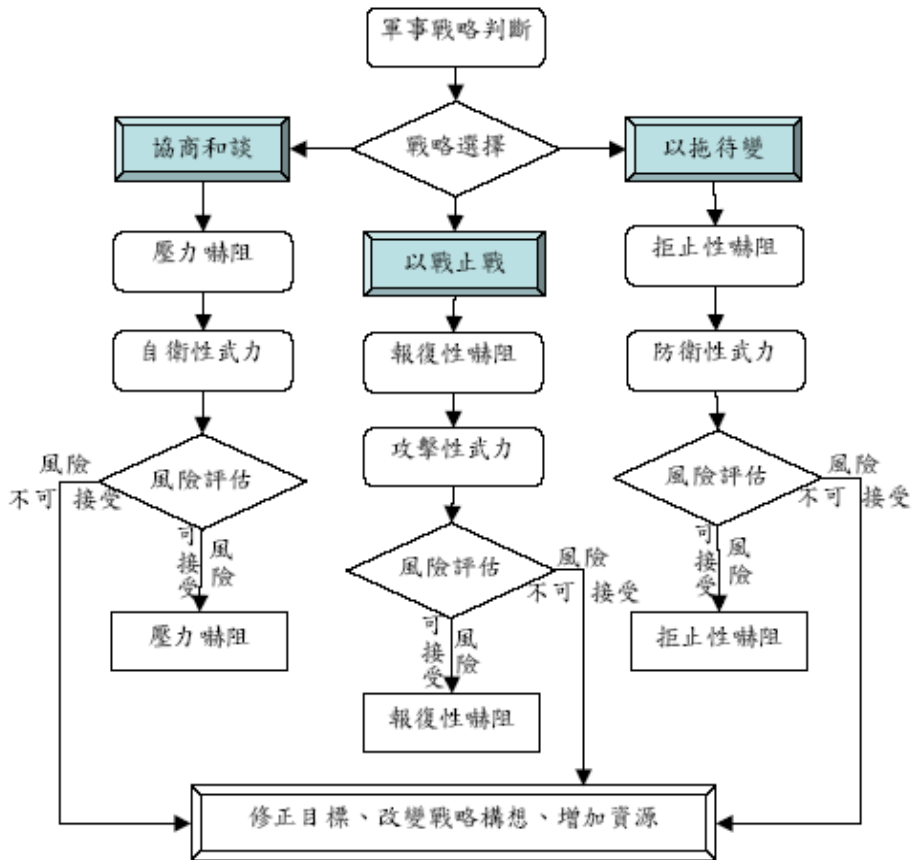 軍事戰略判斷
戰略選擇
協商和談
壓力嚇阻
自衛性武力
風險評估
風險
不可接受
風險
可接受
壓力嚇阻
以戰止戰
報復性嚇阻
攻擊性武力
風險評估
風險
不可接受
風險
可接受
報復性嚇阻
以拖待變
拒止性嚇阻
防衛性武力
風險評估
風險
不可接受
風險
可接受
拒止性嚇阻
修正目標、改變戰略構想、增加資源